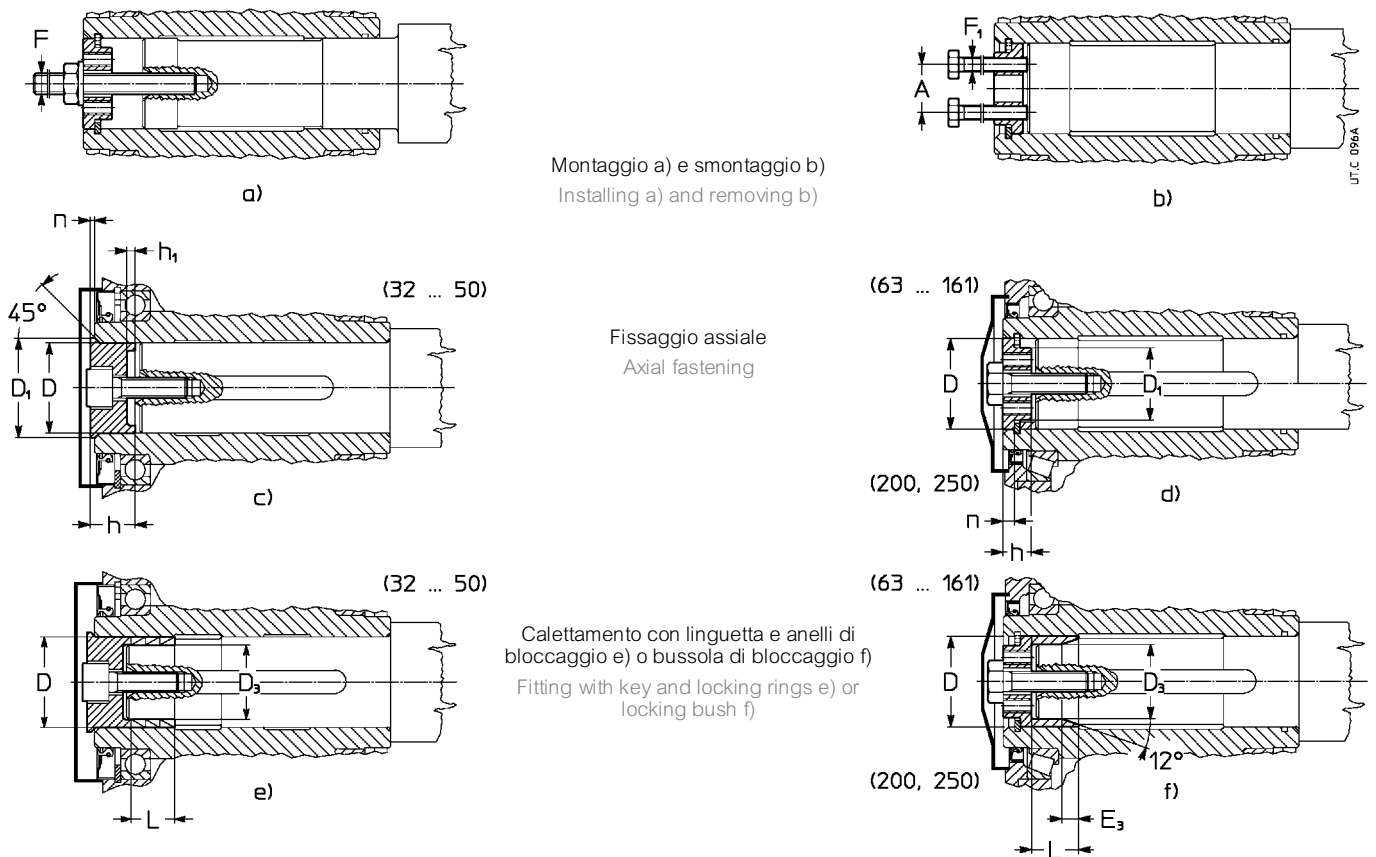 F
a)
Montaggio a) e smontaggio b)
Installing a) and removing b)
F₁
A
b)
UT.C 096A
n
h₁
45°
(32 ... 50)
D₁
D
h
c)
Fissaggio assiale
Axial fastening
(63 ... 161)
D
D₁
(200, 250)
n
h
d)
(32 ... 50)
D
D₃
L
e)
Calettamento con linguetta e anelli di
bloccaggio e) o bussola di bloccaggio f)
Fitting with key and locking rings e) or
locking bush f)
(63 ... 161)
D
D₃
12°
(200, 250)
f)
E₃
L